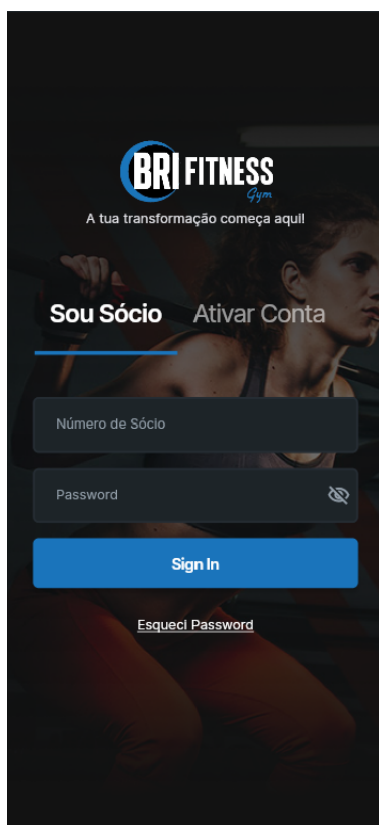 BRI FITNESS
Gym
A tua transformação começa aqui!
Sou Sócio Ativar Conta
Número de Sócio
Password
Sign In
Esqueci Password